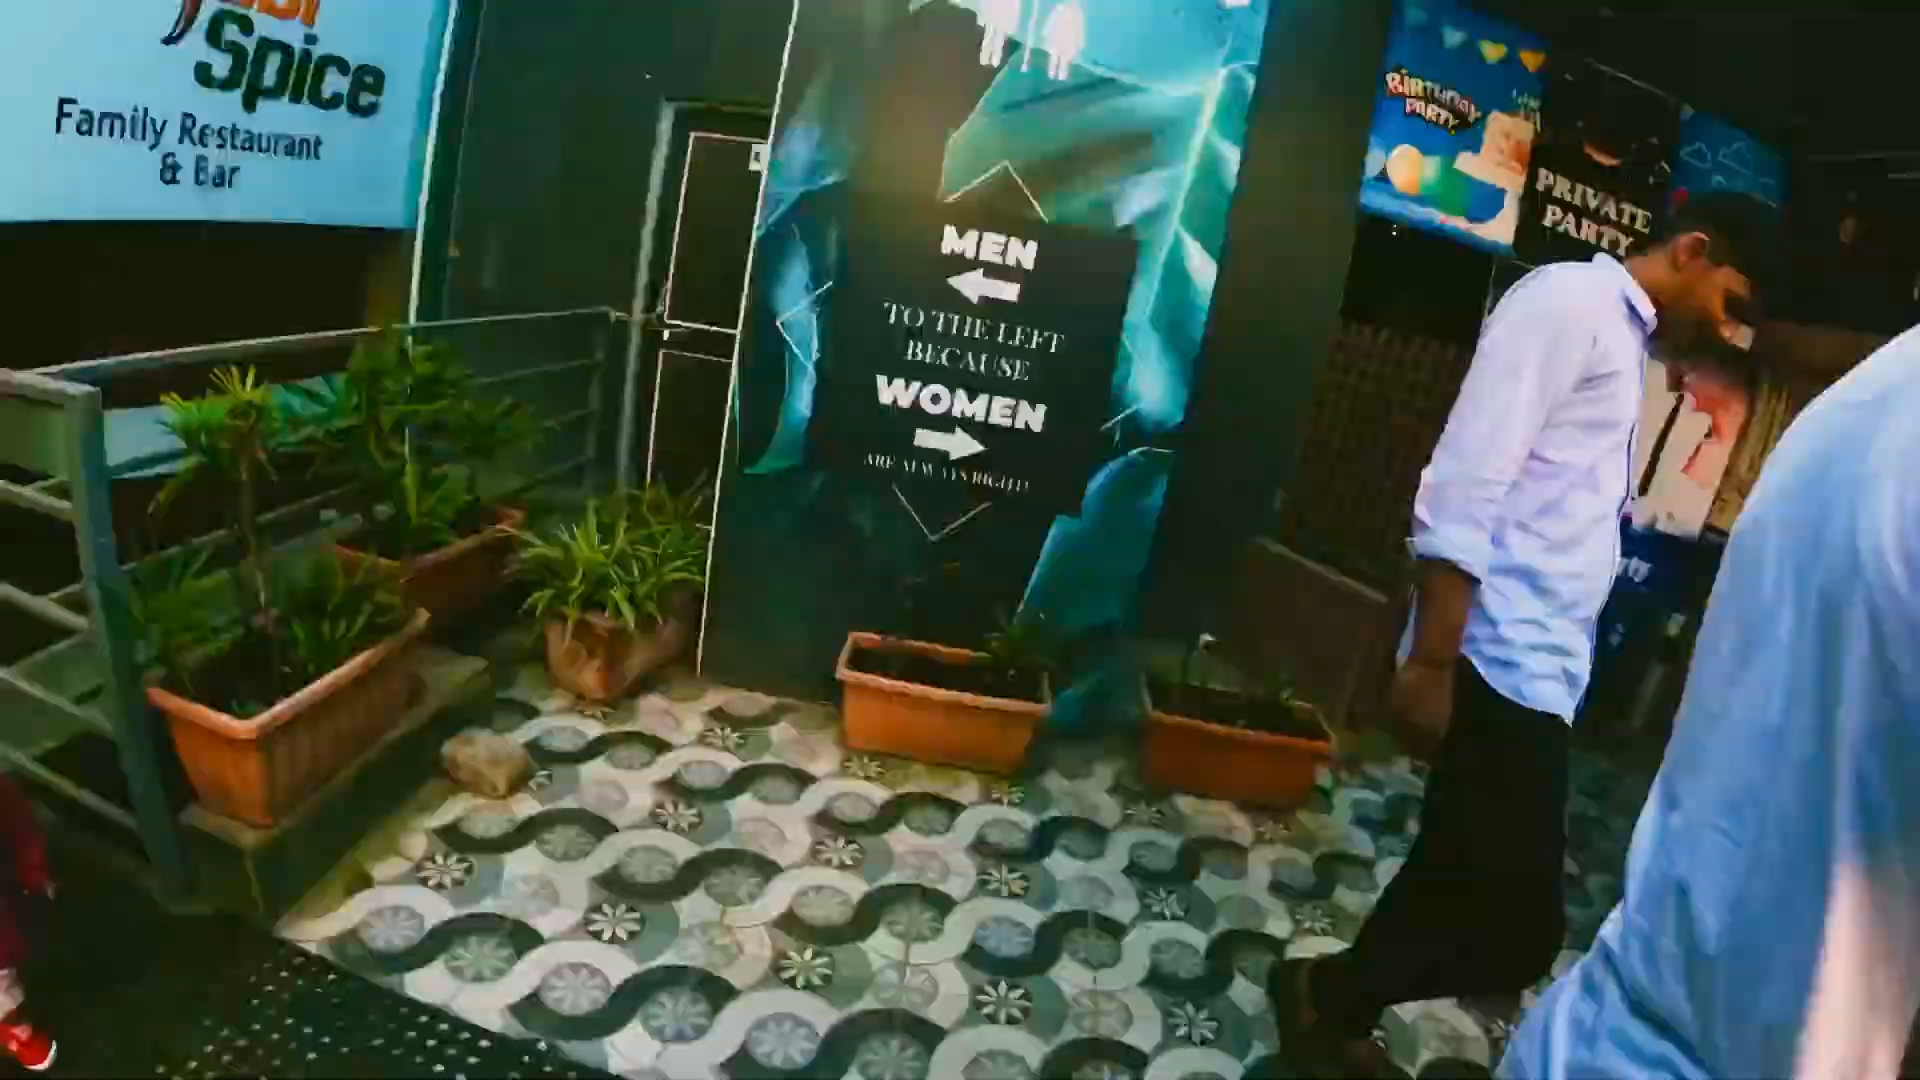 Spice
Family Restaurant
& Bar
MEN
TO THE LEFT
BECAUSE
WOMEN
ARE ALWAYS RIGHT!
BIRTHDAY
PARTY
PRIVATE
PARTY